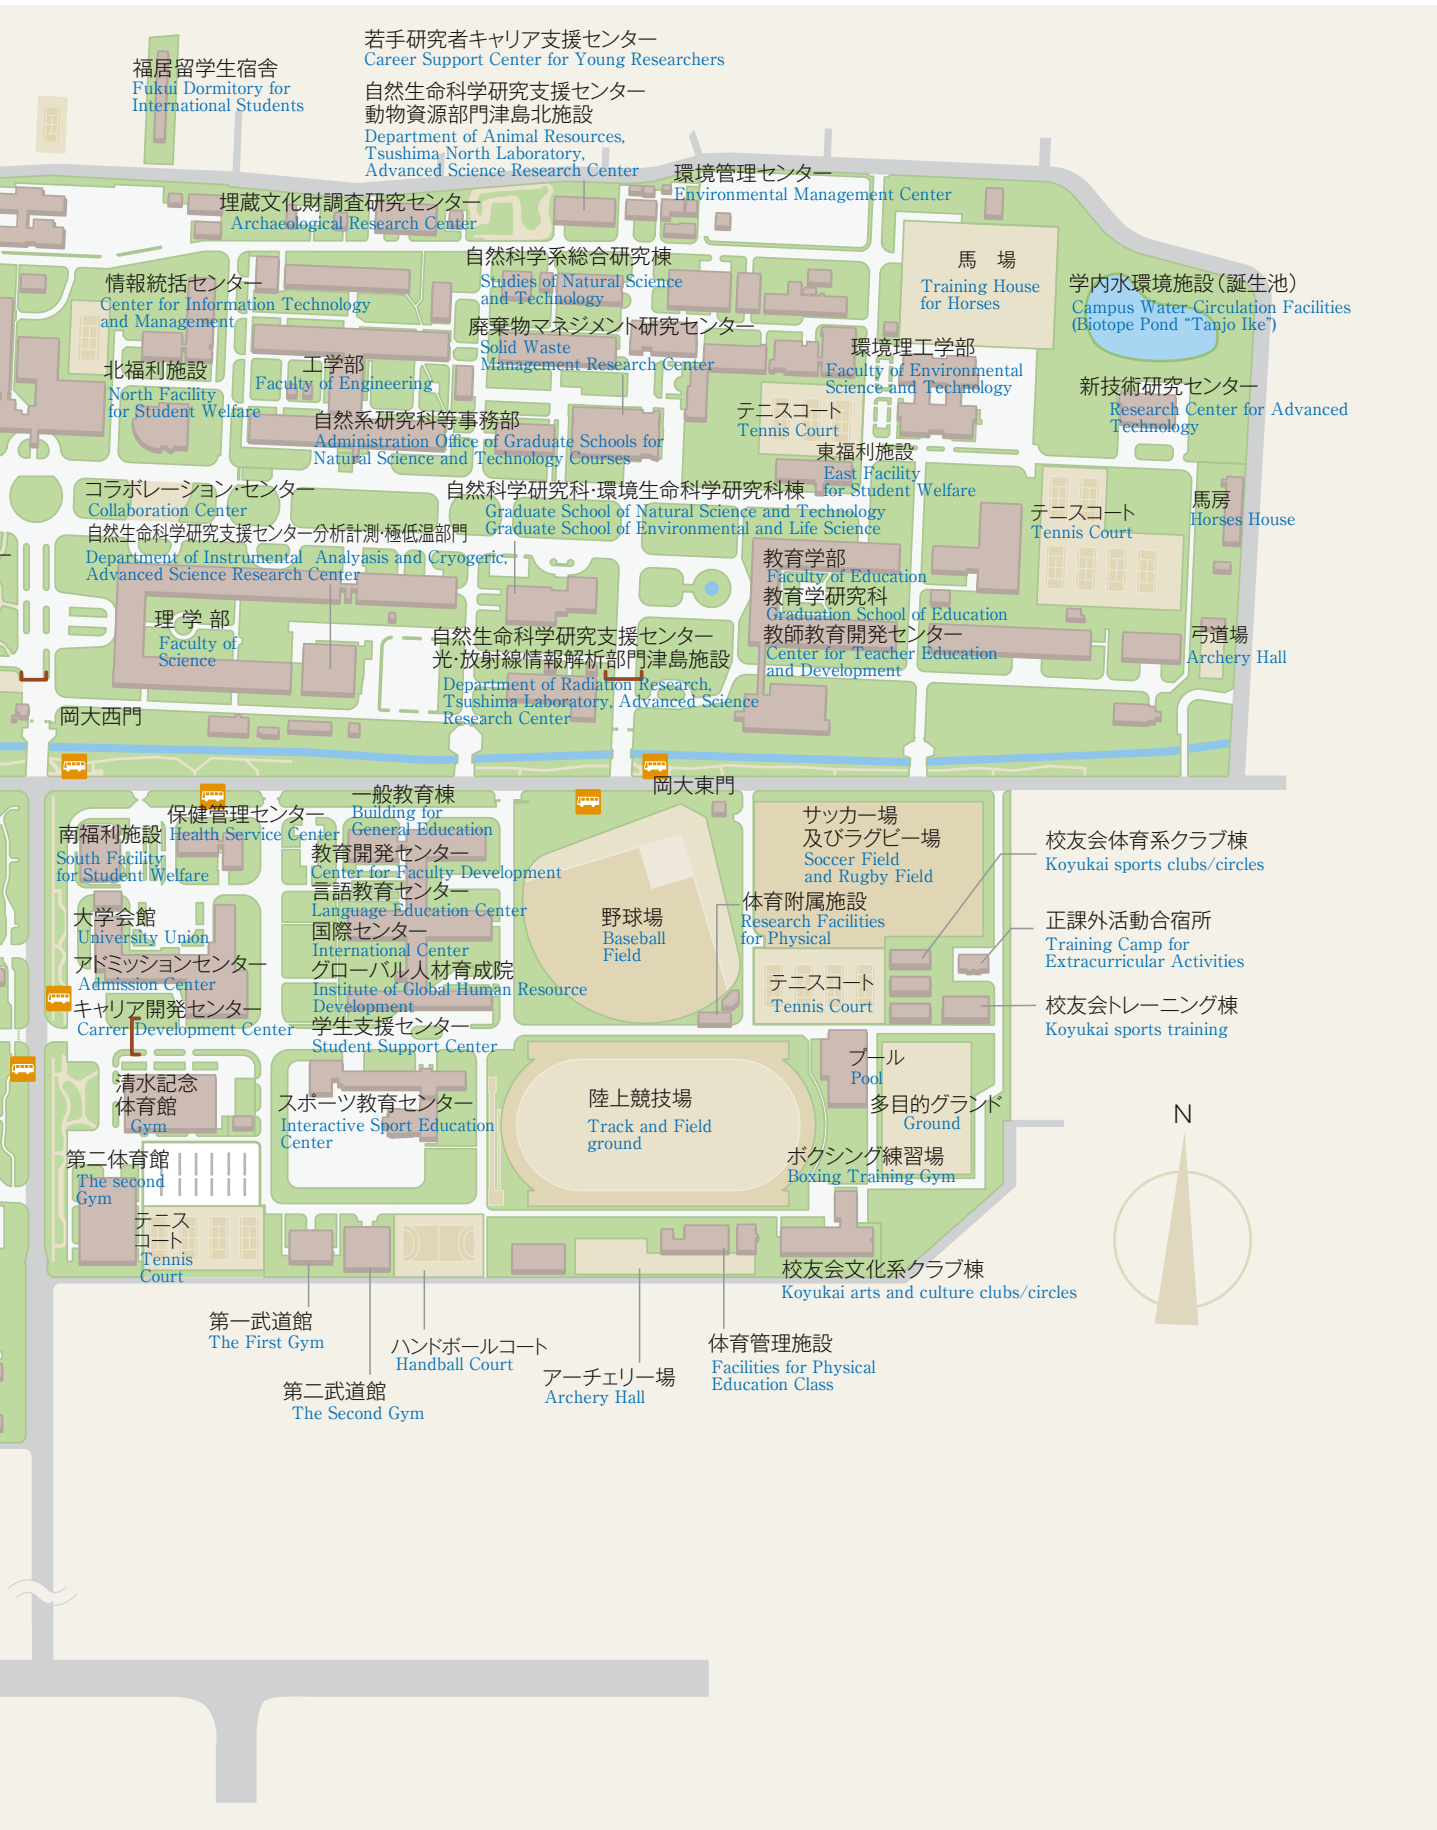 若手研究者キャリア支援センター
Career Support Center for Young Researchers
福居留学生宿舎
Fukui Dormitory for
International Students
自然生命科学研究支援センター
動物資源部門津島北施設
Department of Animal Resources,
Tsushima North Laboratory,
Advanced Science Research Center
環境管理センター
Environmental Management Center
埋蔵文化財調査研究センター
Archaeological Research Center
自然科学系総合研究棟
Studies of Natural Science
and Technology
馬 場
Training House
for Horses
学内水環境施設（誕生池）
Campus Water Circulation Facilities
(Biotope Pond “Tanjo Ike”)
情報統括センター
Center for Information Technology
and Management
廃棄物マネジメント研究センター
Solid Waste
Management Research Center
環境理工学部
Faculty of Environmental
Science and Technology
北福利施設
North Facility
for Student Welfare
工学部
Faculty of Engineering
新技術研究センター
Research Center for Advanced
Technology
自然系研究科等事務部
Administration Office of Graduate Schools for
Natural Science and Technology Courses
テニスコート
Tennis Court
東福利施設
East Facility
for Student Welfare
コラボレーション・センター
Collaboration Center
自然科学研究科・環境生命科学研究科棟
Graduate School of Natural Science and Technology
Graduate School of Environmental and Life Science
馬房
Horses House
テニスコート
Tennis Court
自然生命科学研究支援センター分析計測・極低温部門
Department of Instrumental Analyasis and Cryogeric,
Advanced Science Research Center
ー
教育学部
Faculty of Education
教育学研究科
Graduation School of Education
教師教育開発センター
Center for Teacher Education
and Development
理 学 部
Faculty of
Science
自然生命科学研究支援センター
光・放射線情報解析部門津島施設
Department of Radiation Research,
Tsushima Laboratory, Advanced Science
Research Center
弓道場
Archery Hall
岡大西門
岡大東門
保健管理センター
Health Service Center
南福利施設
South Facility
for Student Welfare
一般教育棟
Building for
General Education
教育開発センター
Center for Faculty Development
言語教育センター
Language Education Center
国際センター
International Center
グローバル人材育成院
Institute of Global Human Resource
Development
学生支援センター
Student Support Center
サッカー場
及びラグビー場
Soccer Field
and Rugby Field
校友会体育系クラブ棟
Koyukai sports clubs/circles
体育附属施設
Research Facilities
for Physical
野球場
Baseball
Field
正課外活動合宿所
Training Camp for
Extracurricular Activities
大学会館
University Union
アドミッションセンター
Admission Center
キャリア開発センター
Carrer Development Center
テニスコート
Tennis Court
校友会トレーニング棟
Koyukai sports training
清水記念
体育館
Gym
スポーツ教育センター
Interactive Sport Education
Center
陸上競技場
Track and Field
ground
プール
Pool
多目的グランド
Ground
N
ボクシング練習場
Boxing Training Gym
第二体育館
The second
Gym
テニス
コート
Tennis
Court
校友会文化系クラブ棟
Koyukai arts and culture clubs/circles
第一武道館
The First Gym
ハンドボールコート
Handball Court
体育管理施設
Facilities for Physical
Education Class
アーチェリー場
Archery Hall
第二武道館
The Second Gym